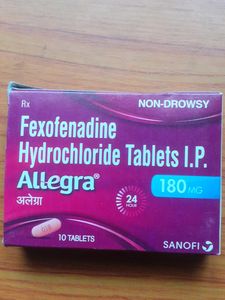 Rx
NON-DROWSY
Fexofenadine
Hydrochloride Tablets I.P.
Allegra®
180 MG
अलेग्रा
24
HOUR
10 TABLETS
SANOFI